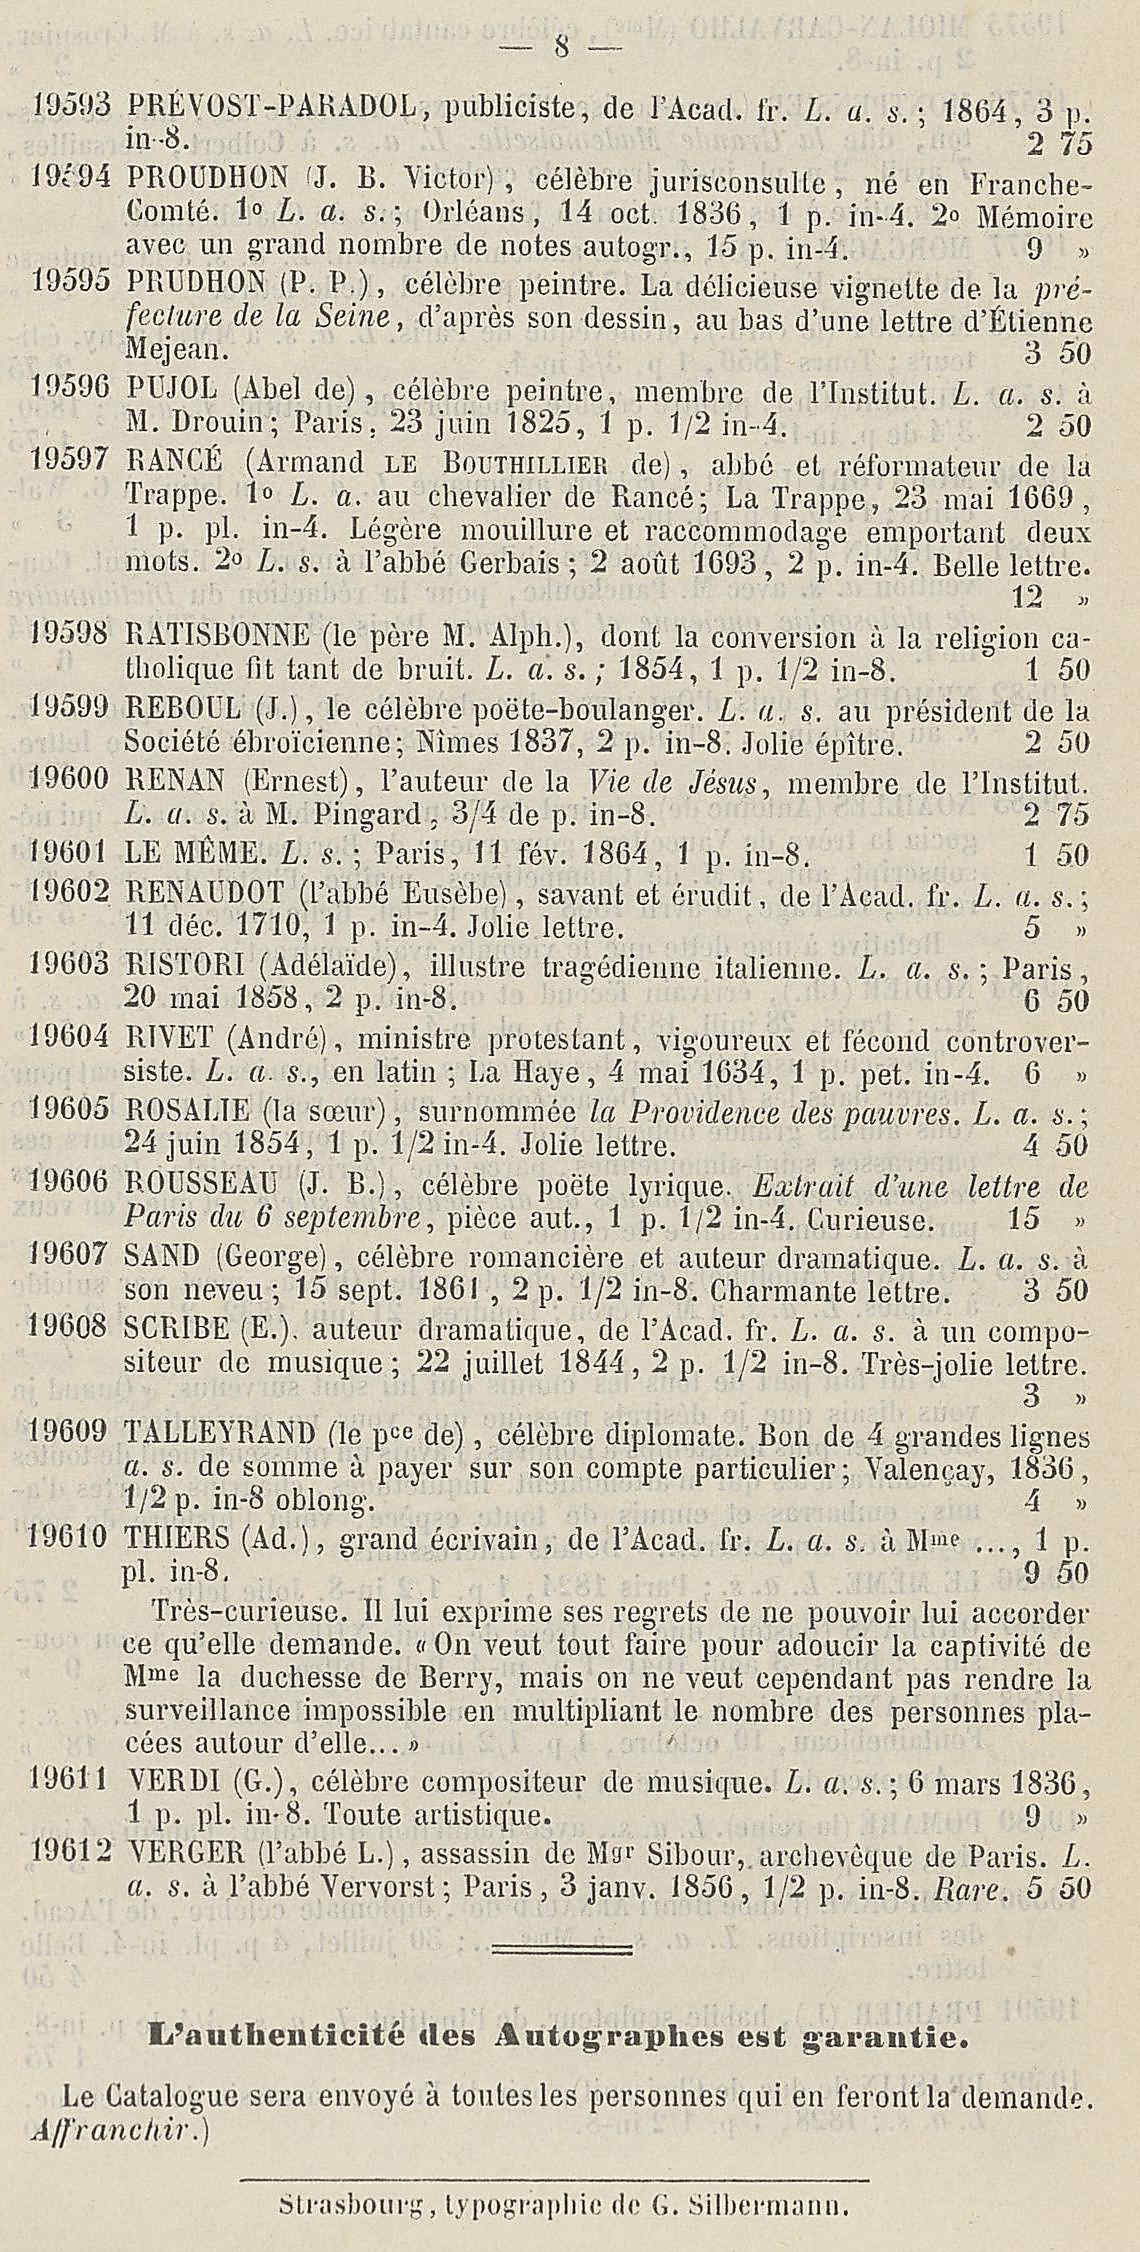 — 8 —
19593 PRÉVOST-PARADOL, publiciste, de l'Acad. fr. L. a. s.; 1864, 3 p.
in-8. 2 75
19594 PROUDHON (J. B. Victor), célèbre jurisconsulte, né en Franche-
Comté. 1o L. a. s.; Orléans, 14 oct. 1836, 1 p. in-4. 2o Mémoire
avec un grand nombre de notes autogr., 15 p. in-4. 9 »
19595 PRUDHON (P. P.), célèbre peintre. La délicieuse vignette de la pré-
fecture de la Seine, d'après son dessin, au bas d'une lettre d'Étienne
Mejean. 3 50
19596 PUJOL (Abel de), célèbre peintre, membre de l'Institut. L. a. s. à
M. Drouin; Paris, 23 juin 1825, 1 p. 1/2 in-4. 2 50
19597 RANCÉ (Armand LE BOUTHILLIER de), abbé et réformateur de la
Trappe. 1o L. a. au chevalier de Rancé; La Trappe, 23 mai 1669,
1 p. pl. in-4. Légère mouillure et raccommodage emportant deux
mots. 2o L. s. à l'abbé Gerbais; 2 août 1693, 2 p. in-4. Belle lettre.
12 »
19598 RATISBONNE (le père M. Alph.), dont la conversion à la religion ca-
tholique fit tant de bruit. L. a. s.; 1854, 1 p. 1/2 in-8. 1 50
19599 REBOUL (J.), le célèbre poëte-boulanger. L. a. s. au président de la
Société ébroïcienne; Nîmes 1837, 2 p. in-8. Jolie épître. 2 50
19600 RENAN (Ernest), l'auteur de la Vie de Jésus, membre de l'Institut.
L. a. s. à M. Pingard, 3/4 de p. in-8. 2 75
19601 LE MÊME. L. s.; Paris, 11 fév. 1864, 1 p. in-8. 1 50
19602 RENAUDOT (l'abbé Eusèbe), savant et érudit, de l'Acad. fr. L. a. s.;
11 déc. 1710, 1 p. in-4. Jolie lettre. 5 »
19603 RISTORI (Adélaïde), illustre tragédienne italienne. L. a. s.; Paris,
20 mai 1858, 2 p. in-8. 6 50
19604 RIVET (André), ministre protestant, vigoureux et fécond controver-
siste. L. a. s., en latin; La Haye, 4 mai 1634, 1 p. pet. in-4. 6 »
19605 ROSALIE (la sœur), surnommée la Providence des pauvres. L. a. s.;
24 juin 1854, 1 p. 1/2 in-4. Jolie lettre. 4 50
19606 ROUSSEAU (J. B.), célèbre poëte lyrique. Extrait d'une lettre de
Paris du 6 septembre, pièce aut., 1 p. 1/2 in-4. Curieuse. 15 »
19607 SAND (George), célèbre romancière et auteur dramatique. L. a. s. à
son neveu; 15 sept. 1861, 2 p. 1/2 in-8. Charmante lettre. 3 50
19608 SCRIBE (E.), auteur dramatique, de l'Acad. fr. L. a. s. à un compo-
siteur de musique; 22 juillet 1844, 2 p. 1/2 in-8. Très-jolie lettre.
3 »
19609 TALLEYRAND (le pce de), célèbre diplomate. Bon de 4 grandes lignes
a. s. de somme à payer sur son compte particulier; Valençay, 1836,
1/2 p. in-8 oblong. 4 »
19610 THIERS (Ad.), grand écrivain, de l'Acad. fr. L. a. s. à Mme ..., 1 p.
pl. in-8. 9 50
Très-curieuse. Il lui exprime ses regrets de ne pouvoir lui accorder
ce qu'elle demande. «On veut tout faire pour adoucir la captivité de
Mme la duchesse de Berry, mais on ne veut cependant pas rendre la
surveillance impossible en multipliant le nombre des personnes pla-
cées autour d'elle...»
19611 VERDI (G.), célèbre compositeur de musique. L. a. s.; 6 mars 1836,
1 p. pl. in-8. Toute artistique. 9 »
19612 VERGER (l'abbé L.), assassin de Mgr Sibour, archevêque de Paris. L.
a. s. à l'abbé Vervorst; Paris, 3 janv. 1856, 1/2 p. in-8. Rare. 5 50
L'authenticité des Autographes est garantie.
Le Catalogue sera envoyé à toutes les personnes qui en feront la demande.
Affranchir.)
Strasbourg, typographie de G. Silbermann.